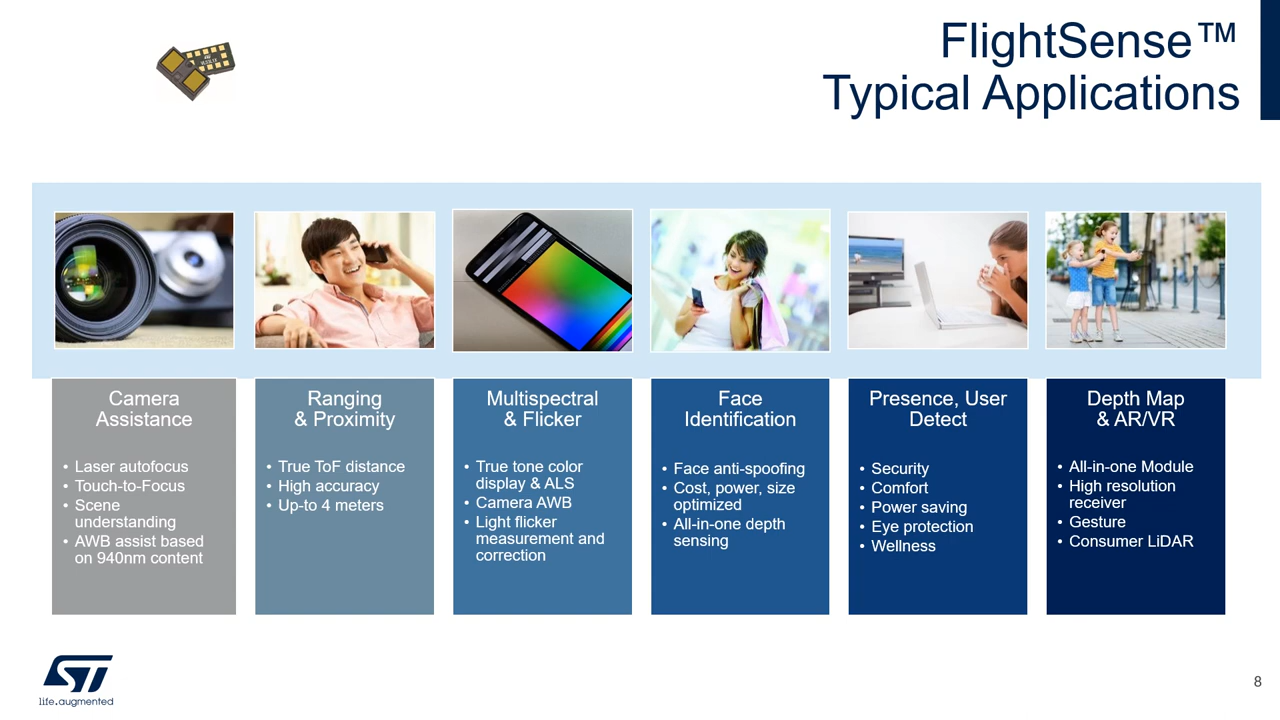 FlightSense™
Typical Applications
Camera
Assistance
• Laser autofocus
• Touch-to-Focus
• Scene
understanding
• AWB assist based
on 940nm content
Ranging
& Proximity
• True ToF distance
• High accuracy
• Up-to 4 meters
Multispectral
& Flicker
• True tone color
display & ALS
• Camera AWB
• Light flicker
measurement and
correction
Face
Identification
• Face anti-spoofing
• Cost, power, size
optimized
• All-in-one depth
sensing
Presence, User
Detect
• Security
• Comfort
• Power saving
• Eye protection
• Wellness
Depth Map
& AR/VR
• All-in-one Module
• High resolution
receiver
• Gesture
• Consumer LiDAR
ST
life.augmented
8